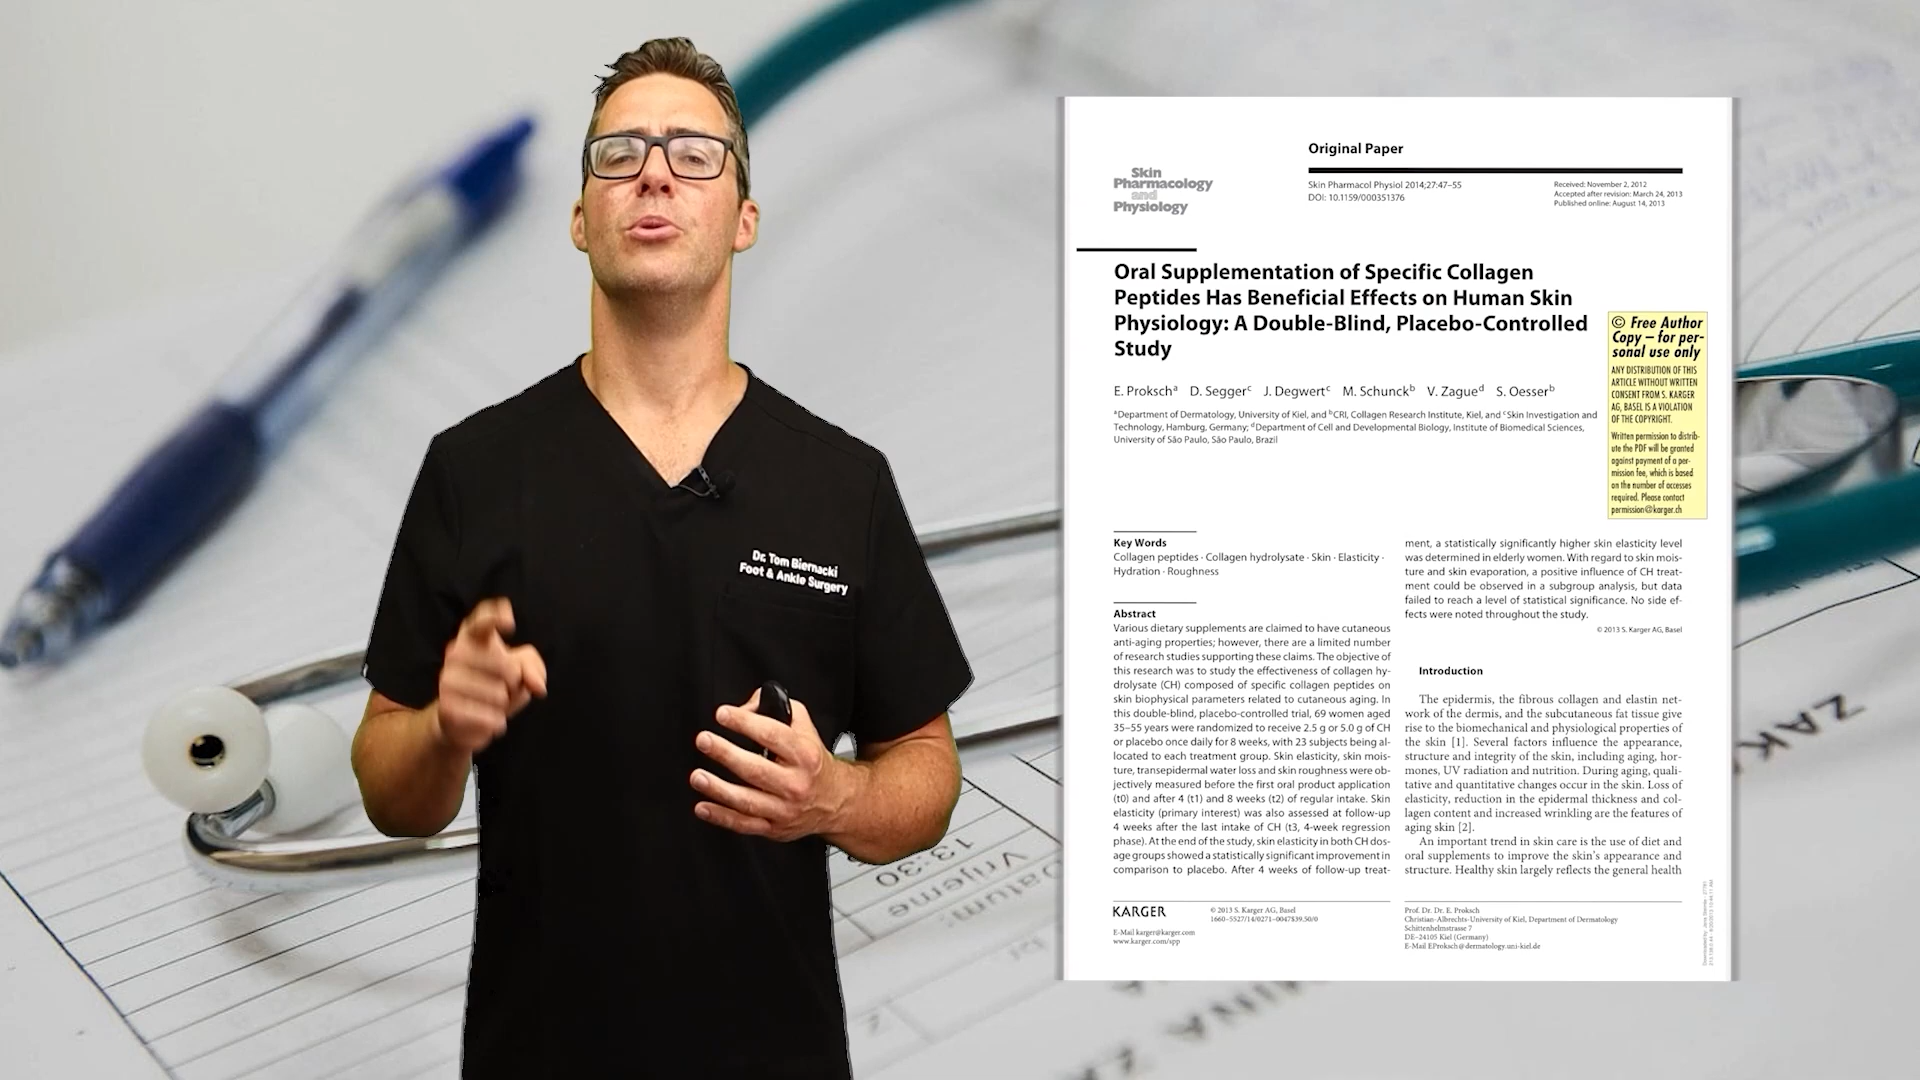 Dr. Tom Biernacki
Foot & Ankle Surgery
Original Paper
Skin
Pharmacology
and
Physiology
Skin Pharmacol Physiol 2014;27:47–55
DOI: 10.1159/000351376
Received: November 2, 2012
Accepted after revision: March 24, 2013
Published online: August 14, 2013
Oral Supplementation of Specific Collagen
Peptides Has Beneficial Effects on Human Skin
Physiology: A Double-Blind, Placebo-Controlled
Study
© Free Author
Copy – for per-
sonal use only
ANY DISTRIBUTION OF THIS
ARTICLE WITHOUT WRITTEN
CONSENT FROM S. KARGER
AG, BASEL IS A VIOLATION
OF THE COPYRIGHT.
Written permission to distrib-
ute the PDF will be granted
against payment of a per-
mission fee, which is based
on the number of accesses
required. Please contact
permission@karger.ch
E. Proksch^a D. Segger^c J. Degwert^c M. Schunck^b V. Zague^d S. Oesser^b
^a Department of Dermatology, University of Kiel, and ^b CRI, Collagen Research Institute, Kiel, and ^c Skin Investigation and
Technology, Hamburg, Germany; ^d Department of Cell and Developmental Biology, Institute of Biomedical Sciences,
University of São Paulo, São Paulo, Brazil
Key Words
Collagen peptides · Collagen hydrolysate · Skin · Elasticity ·
Hydration · Roughness
Abstract
Various dietary supplements are claimed to have cutaneous
anti-aging properties; however, there are a limited number
of research studies supporting these claims. The objective of
this research was to study the effectiveness of collagen hy-
drolysate (CH) composed of specific collagen peptides on
skin biophysical parameters related to cutaneous aging. In
this double-blind, placebo-controlled trial, 69 women aged
35–55 years were randomized to receive 2.5 g or 5.0 g of CH
or placebo once daily for 8 weeks, with 23 subjects being al-
located to each treatment group. Skin elasticity, skin mois-
ture, transepidermal water loss and skin roughness were ob-
jectively measured before the first oral product application
(t0) and after 4 (t1) and 8 weeks (t2) of regular intake. Skin
elasticity (primary interest) was also assessed at follow-up
4 weeks after the last intake of CH (t3, 4-week regression
phase). At the end of the study, skin elasticity in both CH dos-
age groups showed a statistically significant improvement in
comparison to placebo. After 4 weeks of follow-up treat-
ment, a statistically significantly higher skin elasticity level
was determined in elderly women. With regard to skin mois-
ture and skin evaporation, a positive influence of CH treat-
ment could be observed in a subgroup analysis, but data
failed to reach a level of statistical significance. No side ef-
fects were noted throughout the study.
© 2013 S. Karger AG, Basel
Introduction
The epidermis, the fibrous collagen and elastin net-
work of the dermis, and the subcutaneous fat tissue give
rise to the biomechanical and physiological properties of
the skin [1]. Several factors influence the appearance,
structure and integrity of the skin, including aging, hor-
mones, UV radiation and nutrition. During aging, quali-
tative and quantitative changes occur in the skin. Loss of
elasticity, reduction in the epidermal thickness and col-
lagen content and increased wrinkling are the features of
aging skin [2].
An important trend in skin care is the use of diet and
oral supplements to improve the skin's appearance and
structure. Healthy skin largely reflects the general health
KARGER
E-Mail karger@karger.com
www.karger.com/spp
© 2013 S. Karger AG, Basel
1660–5527/14/0271–0047$39.50/0
Prof. Dr. Dr. E. Proksch
Christian-Albrechts-University of Kiel, Department of Dermatology
Schittenhelmstrasse 7
DE–24105 Kiel (Germany)
E-Mail EProksch@dermatology.uni-kiel.de
13:30
Vrijeme
Datum: